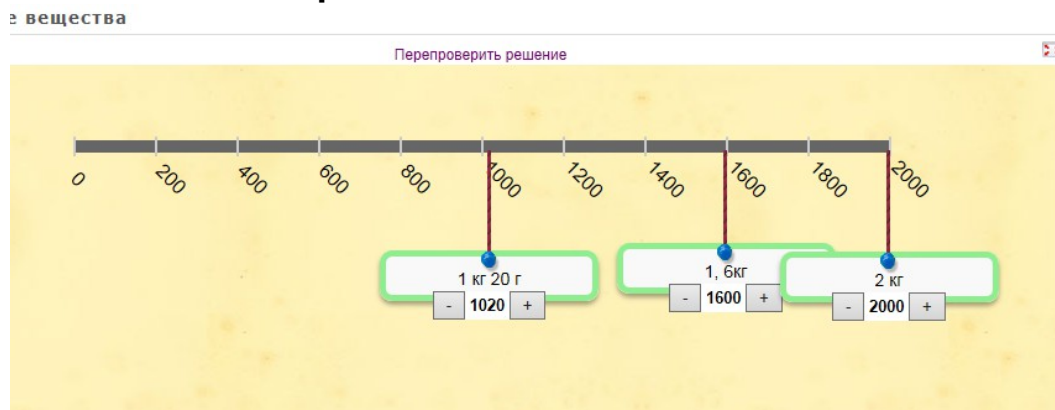 е вещества
Перепроверить решение
0 200 400 600 800 1000 1200 1400 1600 1800 2000
1 кг 20 г
- 1020 +
1, 6кг
- 1600 +
2 кг
- 2000 +